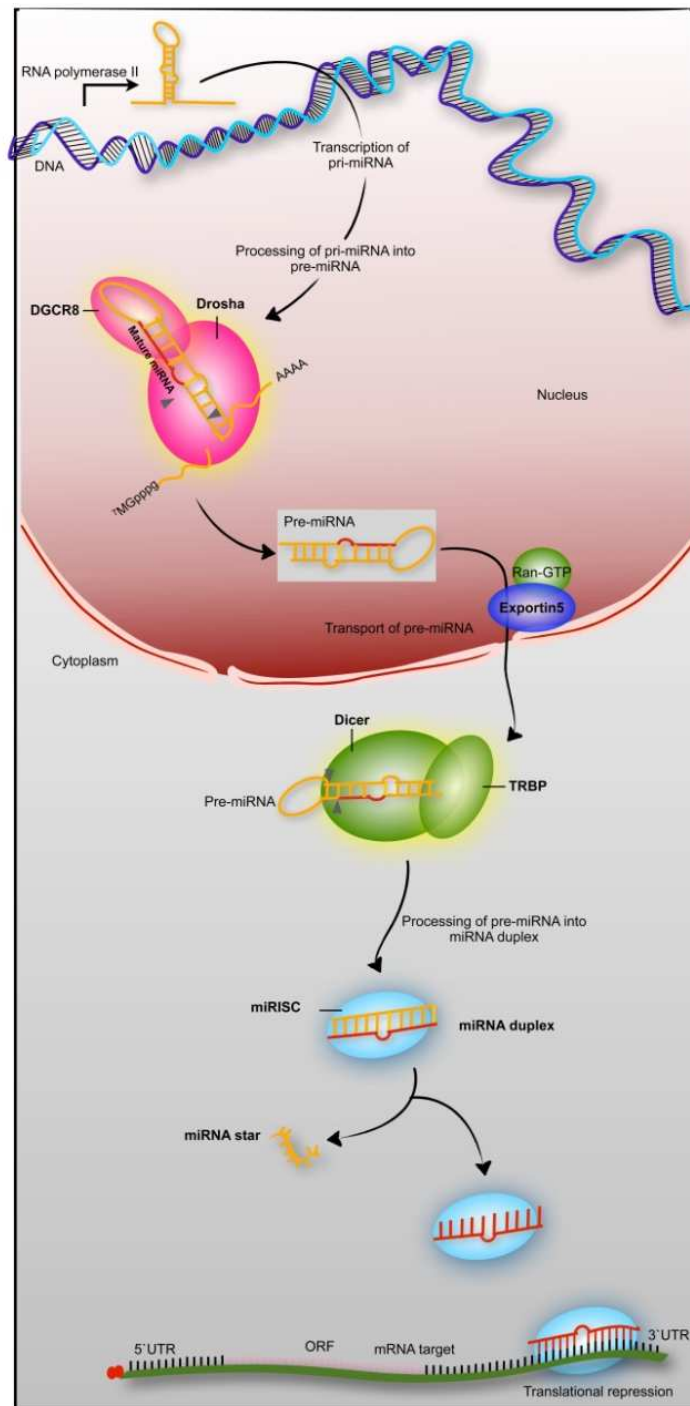 RNA polymerase II
DNA
Transcription of
pri-miRNA
Processing of pri-miRNA into
pre-miRNA
DGCR8
Drosha
Mature miRNA
AAAA
⁷MGpppg
Nucleus
Pre-miRNA
Ran-GTP
Exportin5
Transport of pre-miRNA
Cytoplasm
Dicer
Pre-miRNA
TRBP
Processing of pre-miRNA into
miRNA duplex
miRISC
miRNA duplex
miRNA star
5`UTR
ORF
mRNA target
3`UTR
Translational repression